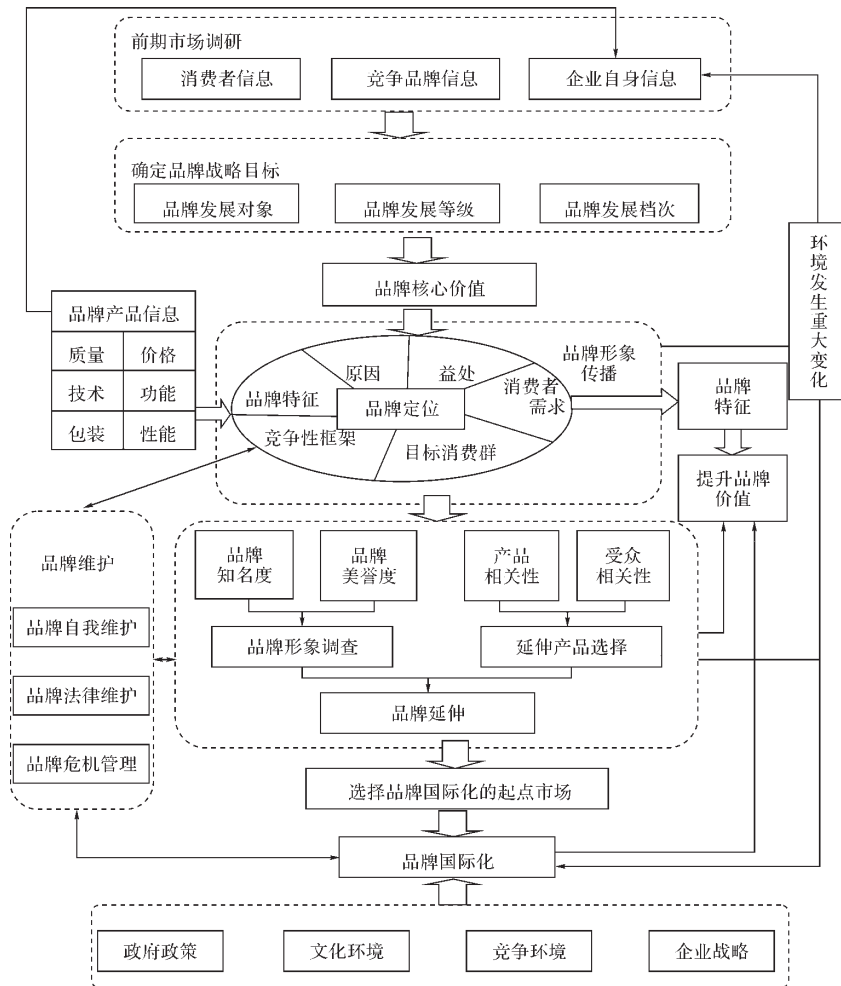 前期市场调研
消费者信息
竞争品牌信息
企业自身信息
确定品牌战略目标
品牌发展对象
品牌发展等级
品牌发展档次
环境发生重大变化
品牌核心价值
品牌产品信息
质量
价格
技术
功能
包装
性能
品牌形象
传播
原因
益处
消费者
需求
品牌特征
品牌定位
竞争性框架
目标消费群
品牌
特征
提升品牌
价值
品牌维护
品牌自我维护
品牌法律维护
品牌危机管理
品牌
知名度
品牌
美誉度
产品
相关性
受众
相关性
品牌形象调查
延伸产品选择
品牌延伸
选择品牌国际化的起点市场
品牌国际化
政府政策
文化环境
竞争环境
企业战略